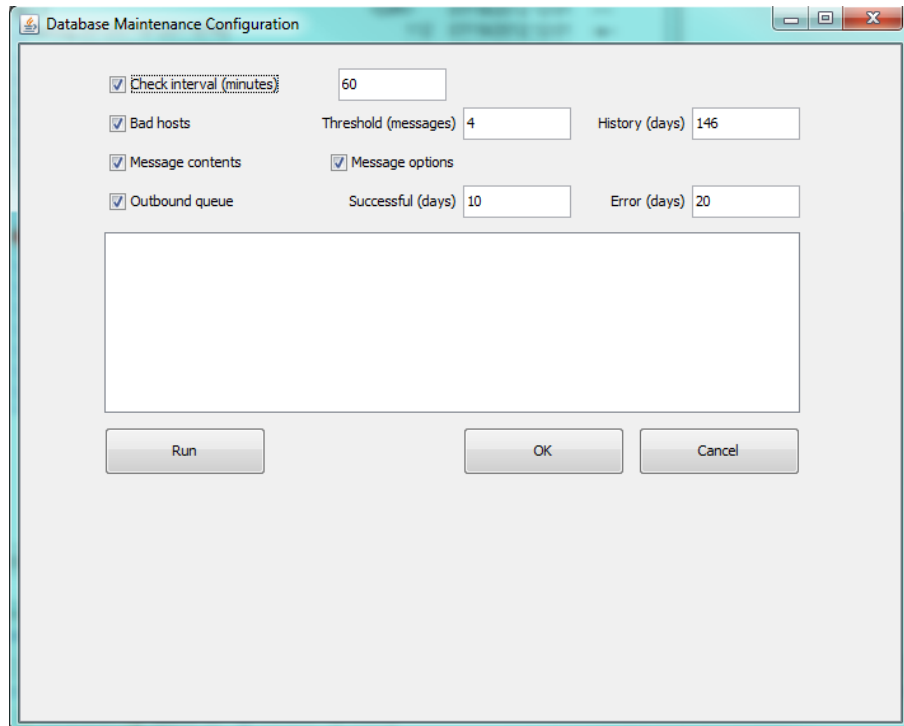 Database Maintenance Configuration
Check interval (minutes) 60
Bad hosts Threshold (messages) 4 History (days) 146
Message contents Message options
Outbound queue Successful (days) 10 Error (days) 20
Run OK Cancel